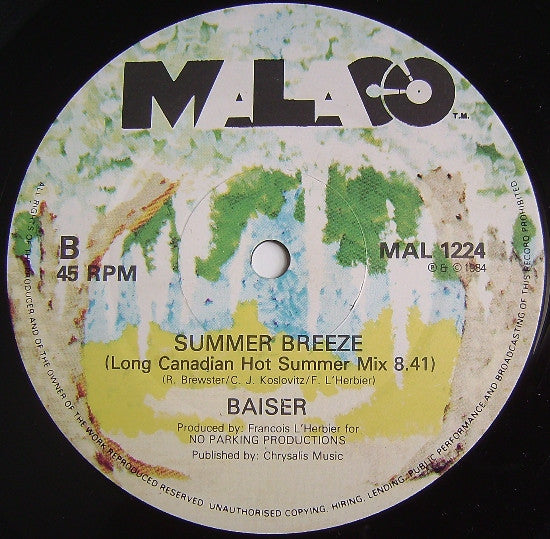 MALACO
T.M.
B
45 RPM
MAL 1224
℗ & © 1984
SUMMER BREEZE
(Long Canadian Hot Summer Mix 8.41)
(R. Brewster/C. J. Koslovitz/F. L'Herbier)
BAISER
Produced by: Francois L'Herbier for
NO PARKING PRODUCTIONS
Published by: Chrysalis Music
ALL RIGHTS OF THE PRODUCER AND OF THE OWNER OF THE WORK REPRODUCED RESERVED. UNAUTHORISED COPYING, HIRING, LENDING, PUBLIC PERFORMANCE AND BROADCASTING OF THIS RECORD PROHIBITED